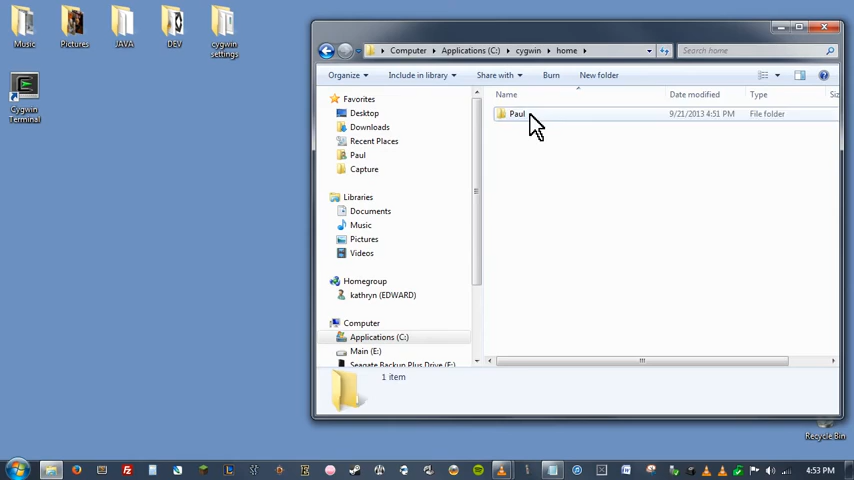 Music
Pictures
JAVA
DEV
cygwin
settings
Cygwin
Terminal
Computer
Applications (C:)
cygwin
home
Search home
Organize
Include in library
Share with
Burn
New folder
Name
Date modified
Type
Siz
Favorites
Desktop
Downloads
Recent Places
Paul
Capture
Libraries
Documents
Music
Pictures
Videos
Homegroup
kathryn (EDWARD)
Computer
Applications (C:)
Main (E:)
Seagate Backup Plus Drive (F:)
Paul
9/21/2013 4:51 PM
File folder
1 item
Recycle Bin
4:53 PM